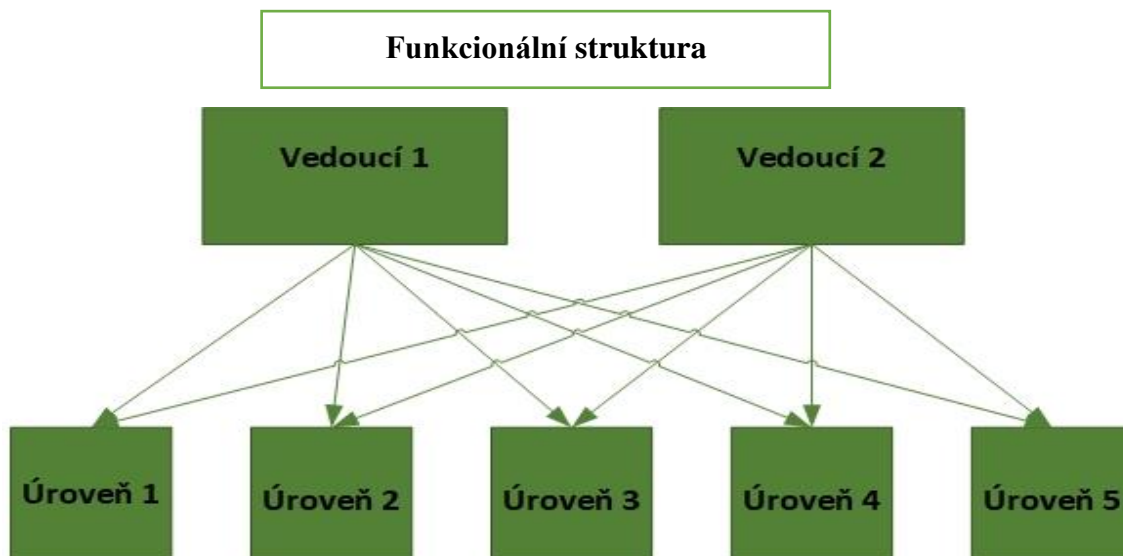 Funkcionální struktura
Vedoucí 1
Vedoucí 2
Úroveň 1
Úroveň 2
Úroveň 3
Úroveň 4
Úroveň 5